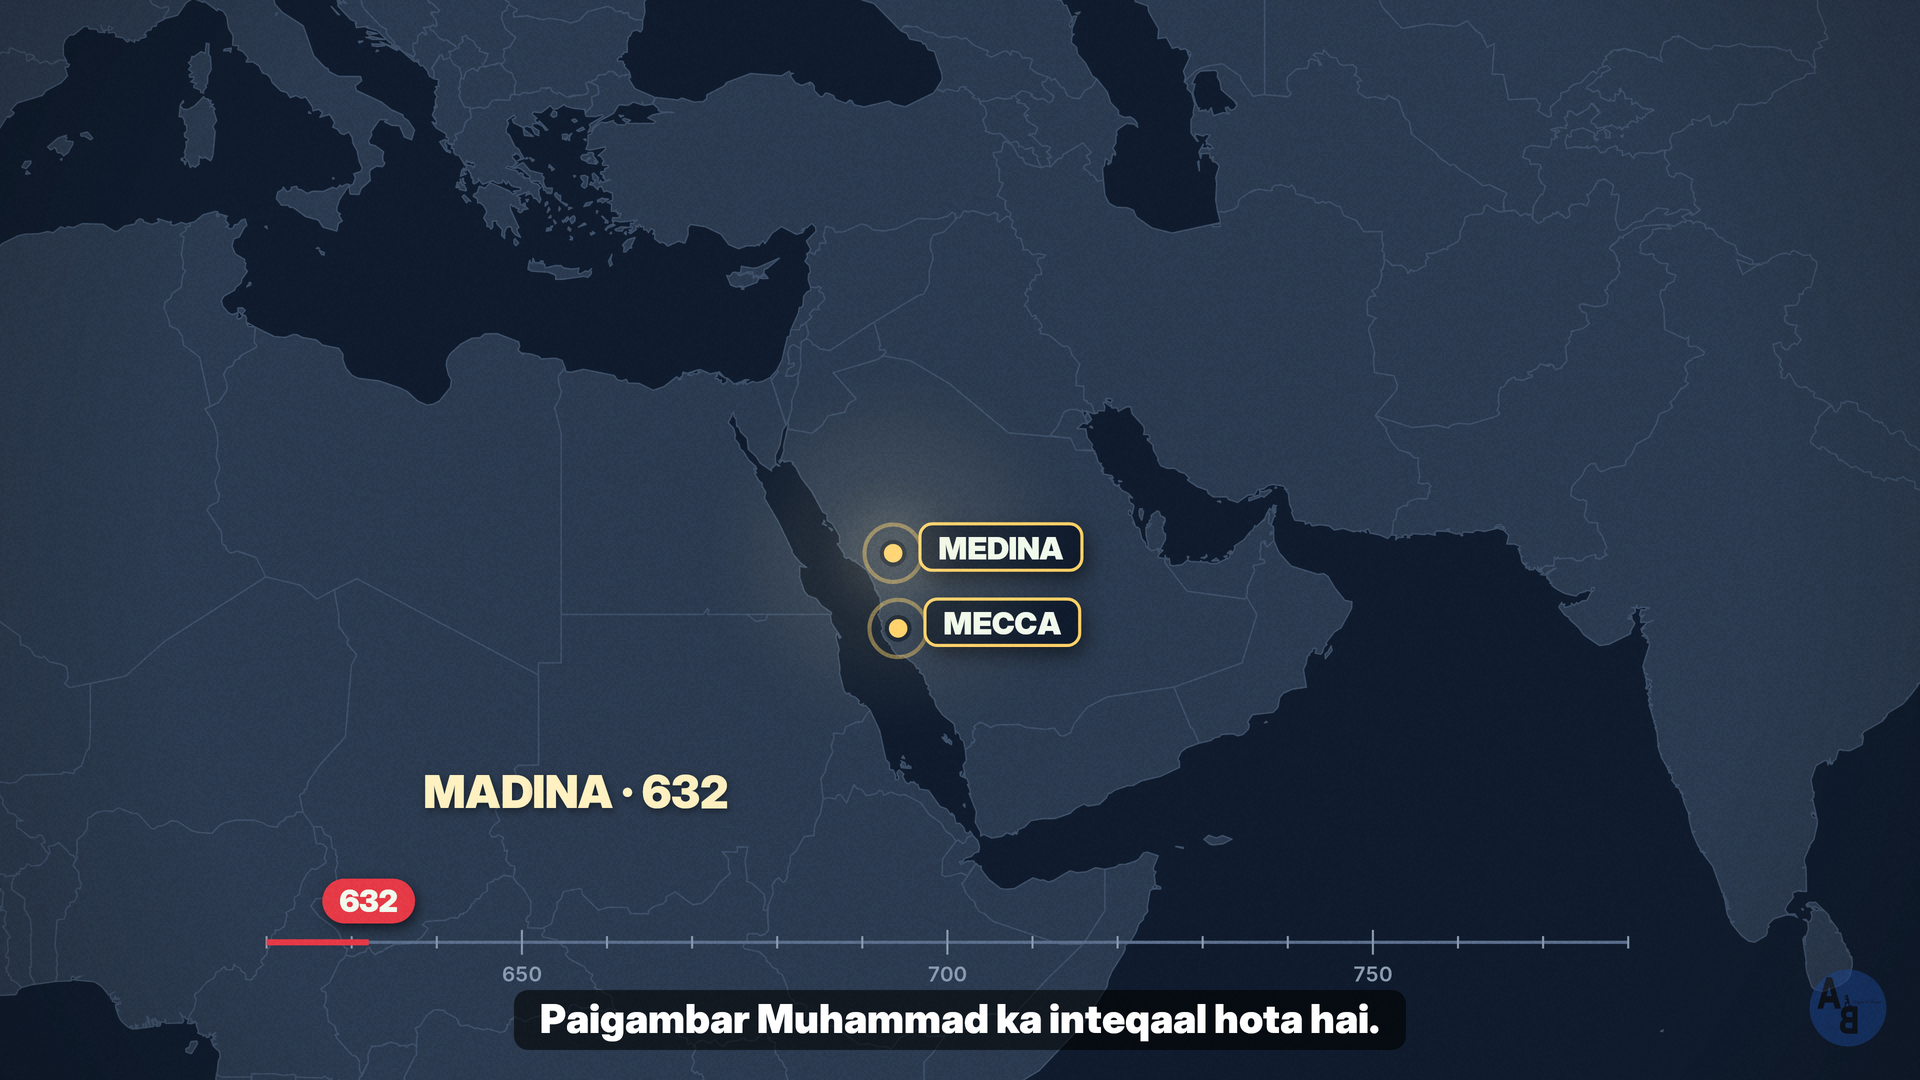 MEDINA
MECCA
MADINA · 632
632
650 700 750
Paigambar Muhammad ka inteqaal hota hai.
A
B